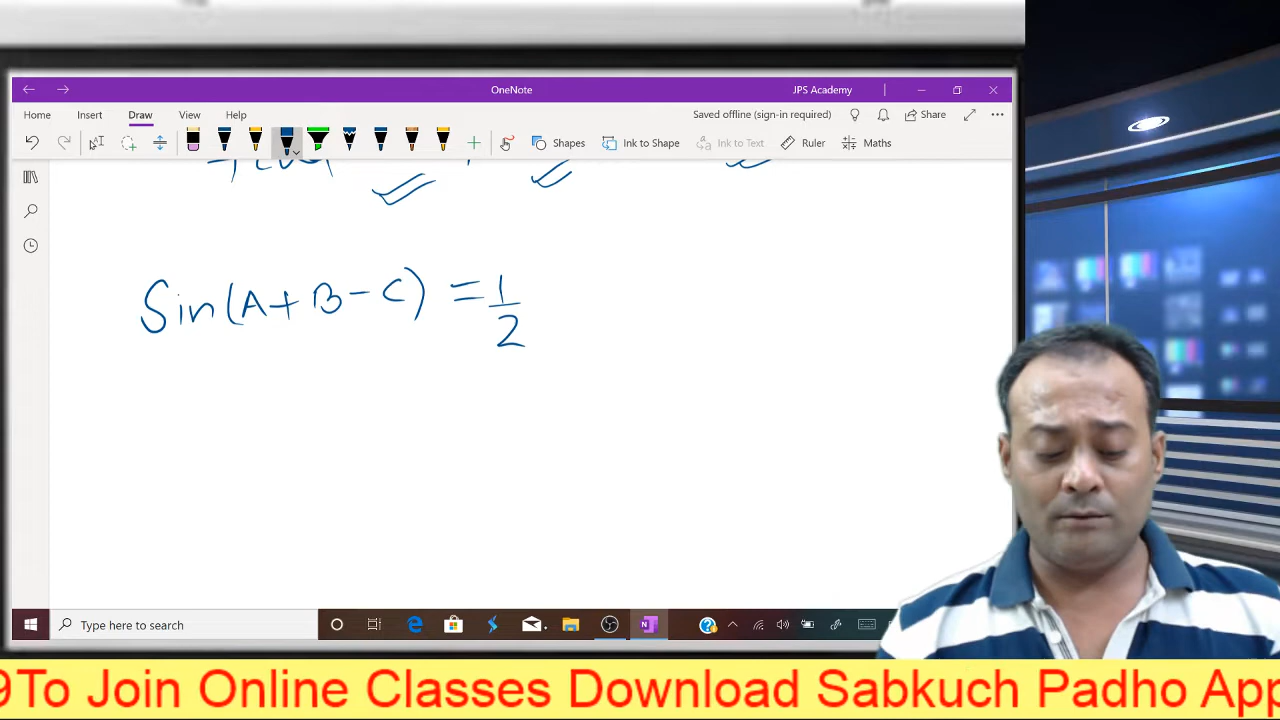 OneNote
JPS Academy
Home Insert Draw View Help
Saved offline (sign-in required) Share
Shapes Ink to Shape Ink to Text Ruler Maths
Sin(A+B-C) = 1/2
Type here to search
9To Join Online Classes Download Sabkuch Padho App